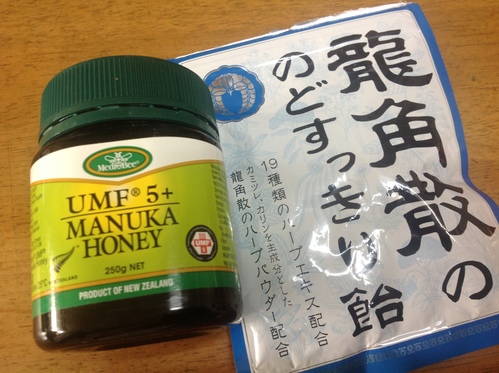 Melrose
UMF® 5+
MANUKA
HONEY
250g NET
UMF
PRODUCT OF NEW ZEALAND
龍角散の
のどすっきり飴
19種類のハーブエキス配合
カミツレ、カリンを主成分とした
龍角散のハーブパウダー配合